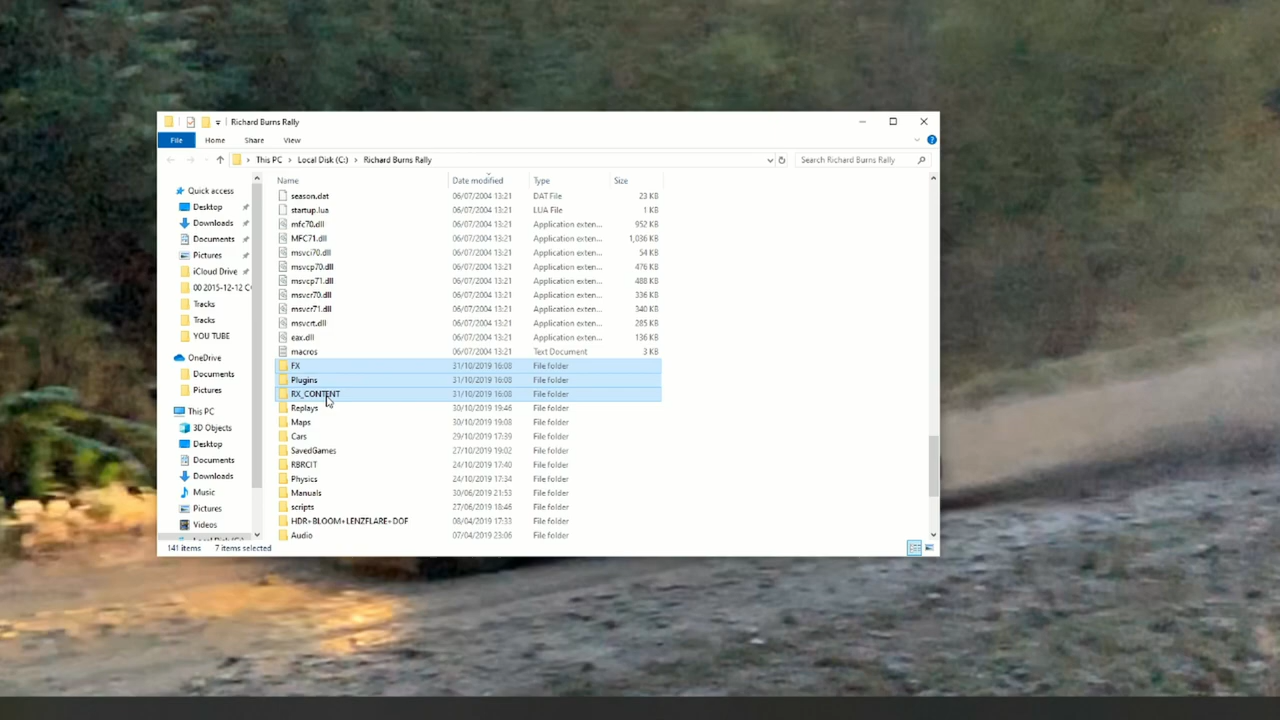 Richard Burns Rally
File Home Share View
This PC > Local Disk (C:) > Richard Burns Rally
Search Richard Burns Rally
Name Date modified Type Size
Quick access
Desktop
Downloads
Documents
Pictures
iCloud Drive
00 2015-12-12 C
Tracks
Tracks
YOU TUBE
OneDrive
Documents
Pictures
This PC
3D Objects
Desktop
Documents
Downloads
Music
Pictures
Videos
season.dat 06/07/2004 13:21 DAT File 23 KB
startup.lua 06/07/2004 13:21 LUA File 1 KB
mfc70.dll 06/07/2004 13:21 Application exten... 952 KB
MFC71.dll 06/07/2004 13:21 Application exten... 1,036 KB
msvci70.dll 06/07/2004 13:21 Application exten... 54 KB
msvcp70.dll 06/07/2004 13:21 Application exten... 476 KB
msvcp71.dll 06/07/2004 13:21 Application exten... 488 KB
msvcr70.dll 06/07/2004 13:21 Application exten... 336 KB
msvcr71.dll 06/07/2004 13:21 Application exten... 340 KB
msvcrt.dll 06/07/2004 13:21 Application exten... 285 KB
eax.dll 06/07/2004 13:21 Application exten... 136 KB
macros 06/07/2004 13:21 Text Document 3 KB
FX 31/10/2019 16:08 File folder
Plugins 31/10/2019 16:08 File folder
RX_CONTENT 31/10/2019 16:08 File folder
Replays 30/10/2019 19:46 File folder
Maps 30/10/2019 19:08 File folder
Cars 29/10/2019 17:39 File folder
SavedGames 27/10/2019 19:02 File folder
RBRCIT 24/10/2019 17:40 File folder
Physics 24/10/2019 17:34 File folder
Manuals 30/06/2019 21:53 File folder
scripts 27/06/2019 18:46 File folder
HDR+BLOOM+LENZFLARE+DOF 08/04/2019 17:33 File folder
Audio 07/04/2019 23:06 File folder
141 items 7 items selected